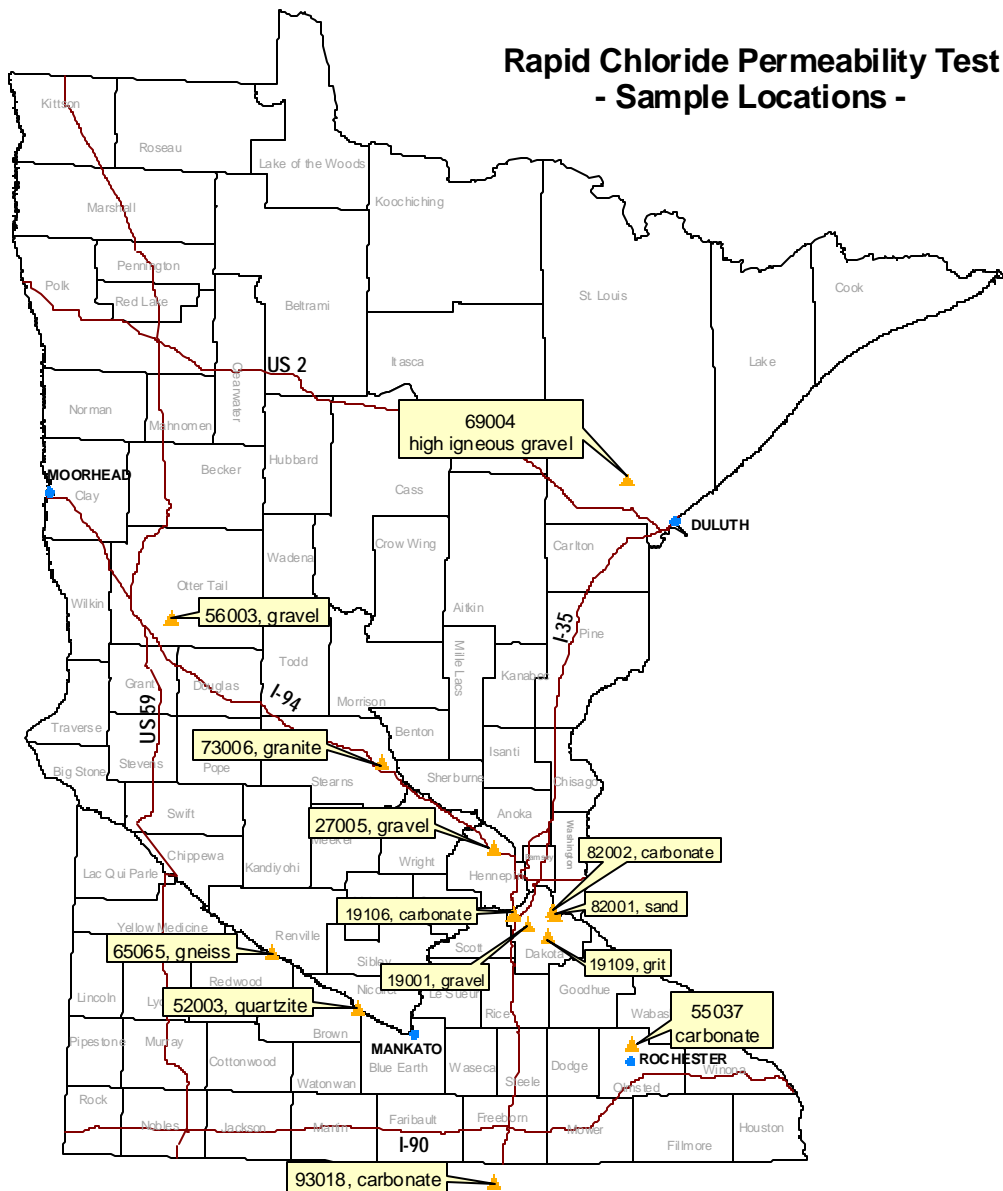 Rapid Chloride Permeability Test
- Sample Locations -
Kittson
Roseau
Lake of the Woods
Koochiching
Marshall
Pennington
Polk
Red Lake
Beltrami
St. Louis
Cook
Lake
Itasca
Clearwater
US 2
Norman
Mahnomen
69004
high igneous gravel
Hubbard
Becker
MOORHEAD
Clay
Cass
DULUTH
Crow Wing
Carlton
Wadena
Otter Tail
Wilkin
Aitkin
56003, gravel
I-35
Pine
Todd
Mille Lacs
Kanabec
Grant
Douglas
I-94
Morrison
Traverse
US 59
Benton
73006, granite
Isanti
Big Stone
Stevens
Pope
Stearns
Sherburne
Chisago
Swift
Anoka
27005, gravel
Meeker
Washington
Chippewa
Kandiyohi
Wright
Ramsey
82002, carbonate
Lac Qui Parle
Hennepin
82001, sand
19106, carbonate
Yellow Medicine
Renville
65065, gneiss
Scott
Dakota
19109, grit
Sibley
19001, gravel
Redwood
Goodhue
Lincoln
Lyo
52003, quartzite
Nicollet
Le Sueur
Rice
Wabas
55037
carbonate
Brown
MANKATO
Pipestone
Murray
Cottonwood
Blue Earth
Waseca
Steele
Dodge
ROCHESTER
Olmsted
Winona
Watonwan
Rock
Nobles
Jackson
Martin
Faribault
Freeborn
Mower
Fillmore
Houston
I-90
93018, carbonate